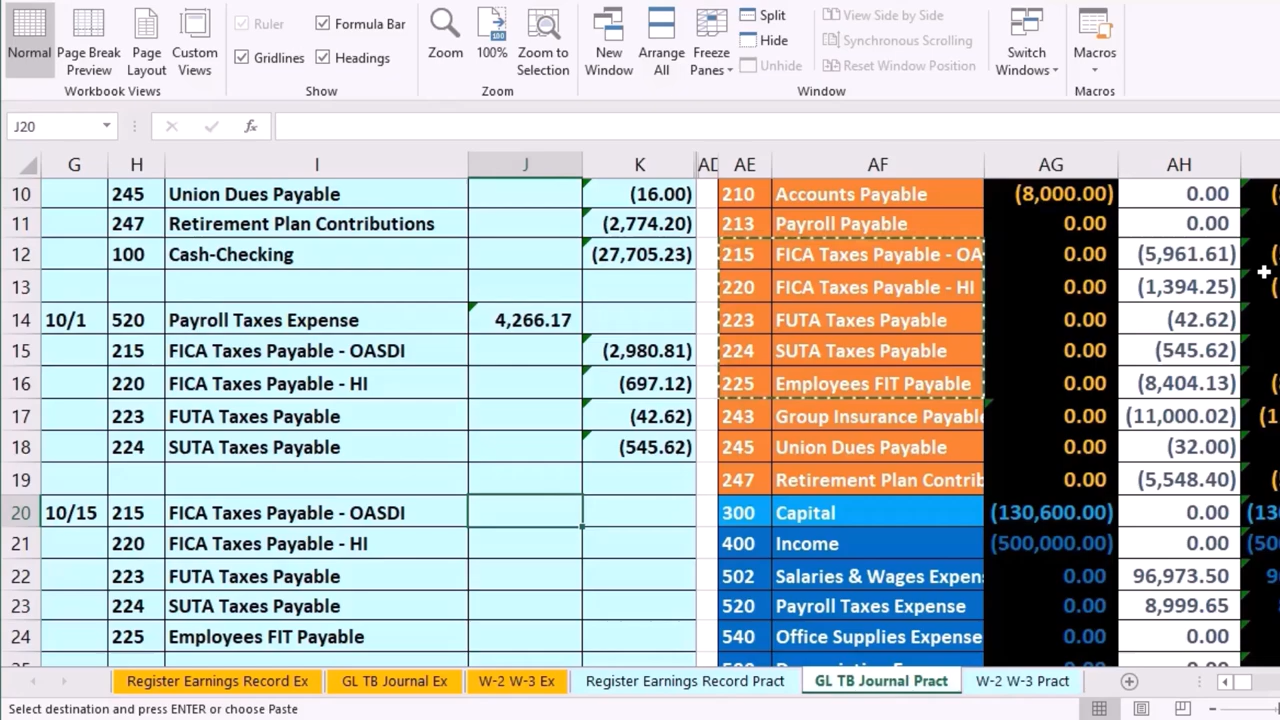 Normal
Page Break Preview
Page Layout
Custom Views
Workbook Views
Ruler
Formula Bar
Gridlines
Headings
Show
Zoom
100%
Zoom to Selection
Zoom
New Window
Arrange All
Freeze Panes
Split
Hide
Unhide
View Side by Side
Synchronous Scrolling
Reset Window Position
Window
Switch Windows
Macros
Macros
J20
fx
G H I J K AD AE AF AG AH
10 245 Union Dues Payable (16.00) 210 Accounts Payable (8,000.00) 0.00
11 247 Retirement Plan Contributions (2,774.20) 213 Payroll Payable 0.00 0.00
12 100 Cash-Checking (27,705.23) 215 FICA Taxes Payable - OA 0.00 (5,961.61)
13 220 FICA Taxes Payable - HI 0.00 (1,394.25)
14 10/1 520 Payroll Taxes Expense 4,266.17 223 FUTA Taxes Payable 0.00 (42.62)
15 215 FICA Taxes Payable - OASDI (2,980.81) 224 SUTA Taxes Payable 0.00 (545.62)
16 220 FICA Taxes Payable - HI (697.12) 225 Employees FIT Payable 0.00 (8,404.13)
17 223 FUTA Taxes Payable (42.62) 243 Group Insurance Payabl 0.00 (11,000.02) (1
18 224 SUTA Taxes Payable (545.62) 245 Union Dues Payable 0.00 (32.00)
19 247 Retirement Plan Contrib 0.00 (5,548.40)
20 10/15 215 FICA Taxes Payable - OASDI 300 Capital (130,600.00) 0.00 (13
21 220 FICA Taxes Payable - HI 400 Income (500,000.00) 0.00 (50
22 223 FUTA Taxes Payable 502 Salaries & Wages Expen 0.00 96,973.50 9
23 224 SUTA Taxes Payable 520 Payroll Taxes Expense 0.00 8,999.65
24 225 Employees FIT Payable 540 Office Supplies Expense 0.00 0.00
Register Earnings Record Ex
GL TB Journal Ex
W-2 W-3 Ex
Register Earnings Record Pract
GL TB Journal Pract
W-2 W-3 Pract
Select destination and press ENTER or choose Paste